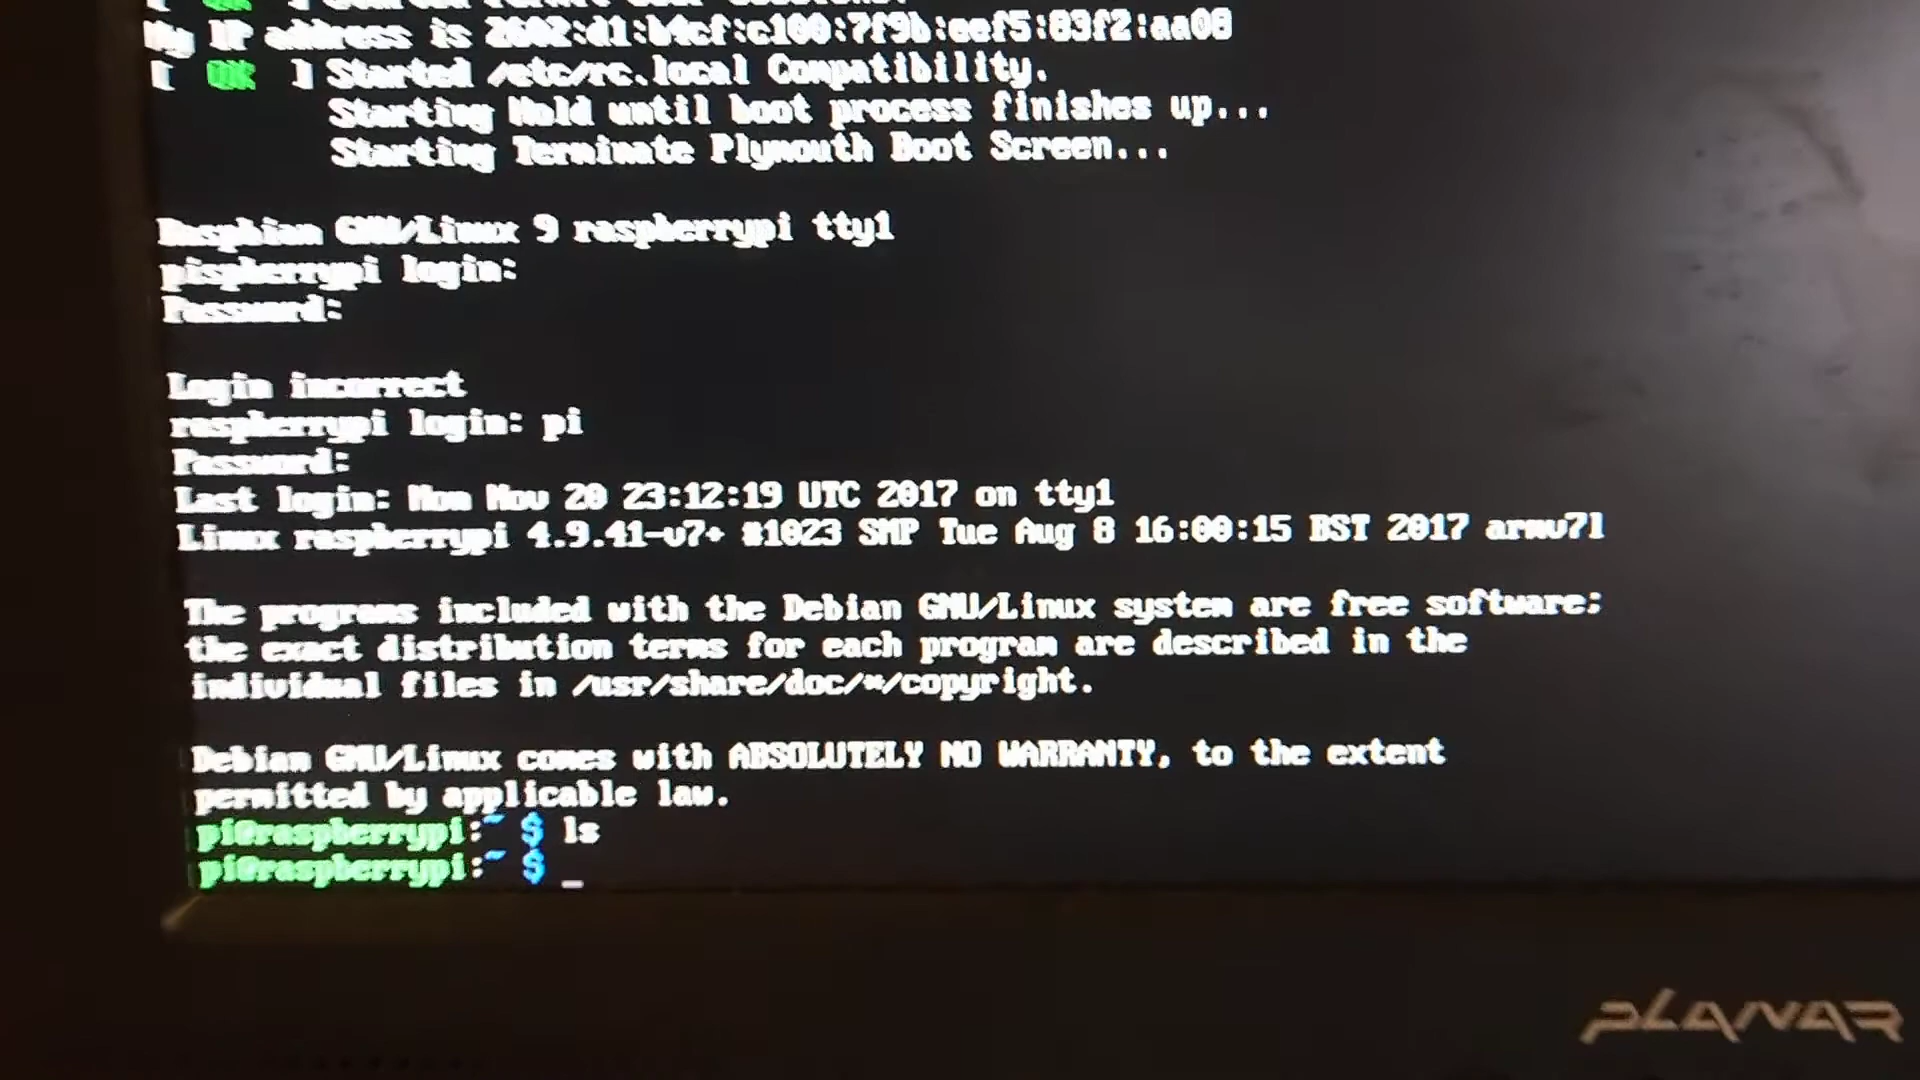 [ OK ] Started Permit User Sessions.
My IP address is 2602:d1:b4cf:c100:7f9b:eef5:83f2:aa08
[ OK ] Started /etc/rc.local Compatibility.
Starting Hold until boot process finishes up...
Starting Terminate Plymouth Boot Screen...
Raspbian GNU/Linux 9 raspberrypi tty1
pispberrypi login:
Password:
Login incorrect
raspberrypi login: pi
Password:
Last login: Mon Nov 20 23:12:19 UTC 2017 on tty1
Linux raspberrypi 4.9.41-v7+ #1023 SMP Tue Aug 8 16:00:15 BST 2017 armv7l
The programs included with the Debian GNU/Linux system are free software;
the exact distribution terms for each program are described in the
individual files in /usr/share/doc/*/copyright.
Debian GNU/Linux comes with ABSOLUTELY NO WARRANTY, to the extent
permitted by applicable law.
pi@raspberrypi:~ $ ls
pi@raspberrypi:~ $ _
PLANAR